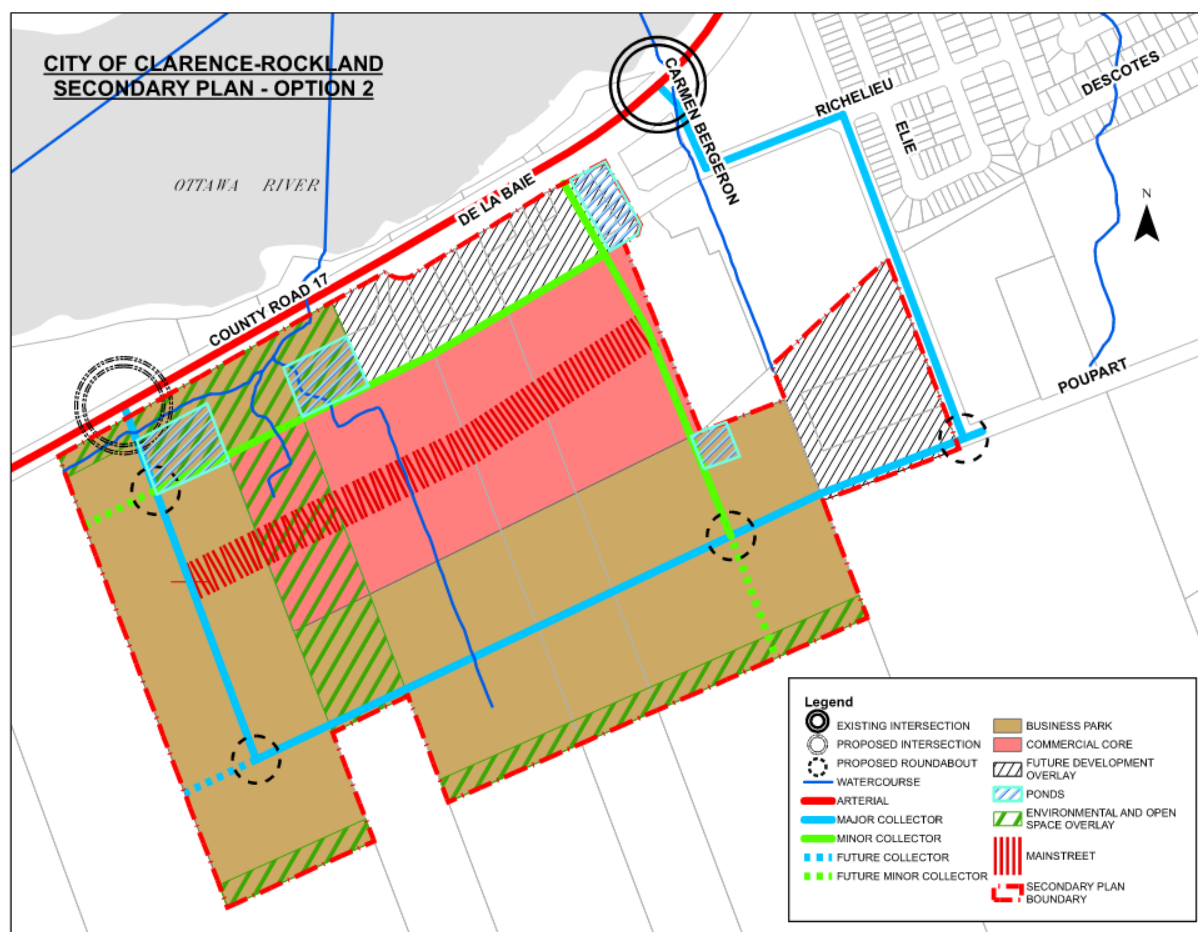 CITY OF CLARENCE-ROCKLAND
SECONDARY PLAN - OPTION 2
OTTAWA RIVER
COUNTY ROAD 17
DE LA BAIE
CARMEN BERGERON
RICHELIEU
ELIE
DESCOTES
N
POUPART
Legend
EXISTING INTERSECTION
PROPOSED INTERSECTION
PROPOSED ROUNDABOUT
WATERCOURSE
ARTERIAL
MAJOR COLLECTOR
MINOR COLLECTOR
FUTURE COLLECTOR
FUTURE MINOR COLLECTOR
BUSINESS PARK
COMMERCIAL CORE
FUTURE DEVELOPMENT
OVERLAY
PONDS
ENVIRONMENTAL AND OPEN
SPACE OVERLAY
MAINSTREET
SECONDARY PLAN
BOUNDARY